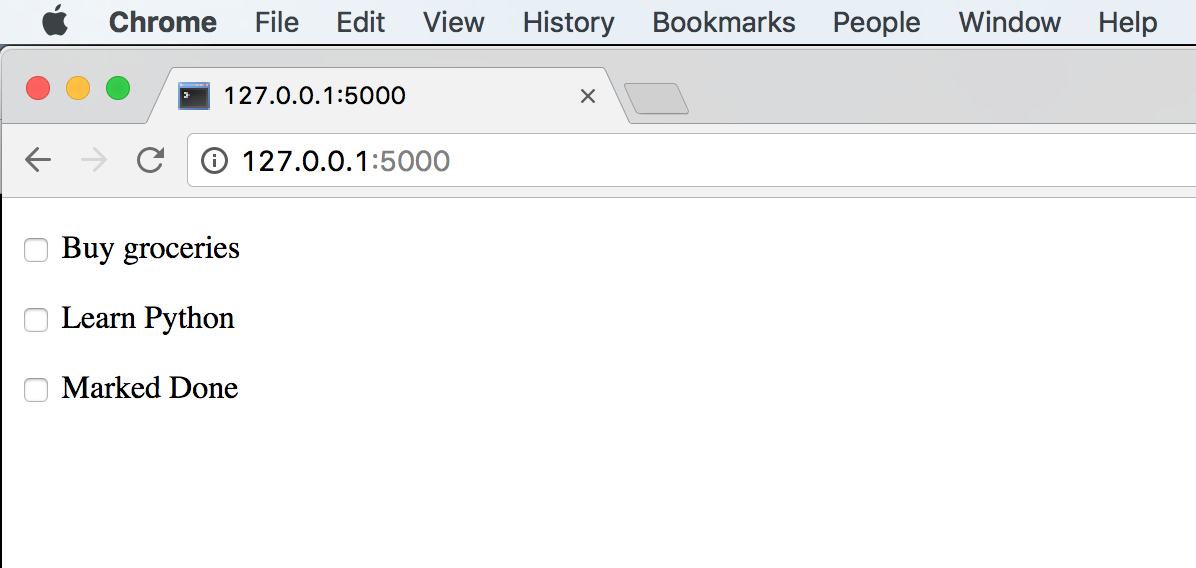 Chrome File Edit View History Bookmarks People Window Help
127.0.0.1:5000
127.0.0.1:5000
Buy groceries
Learn Python
Marked Done